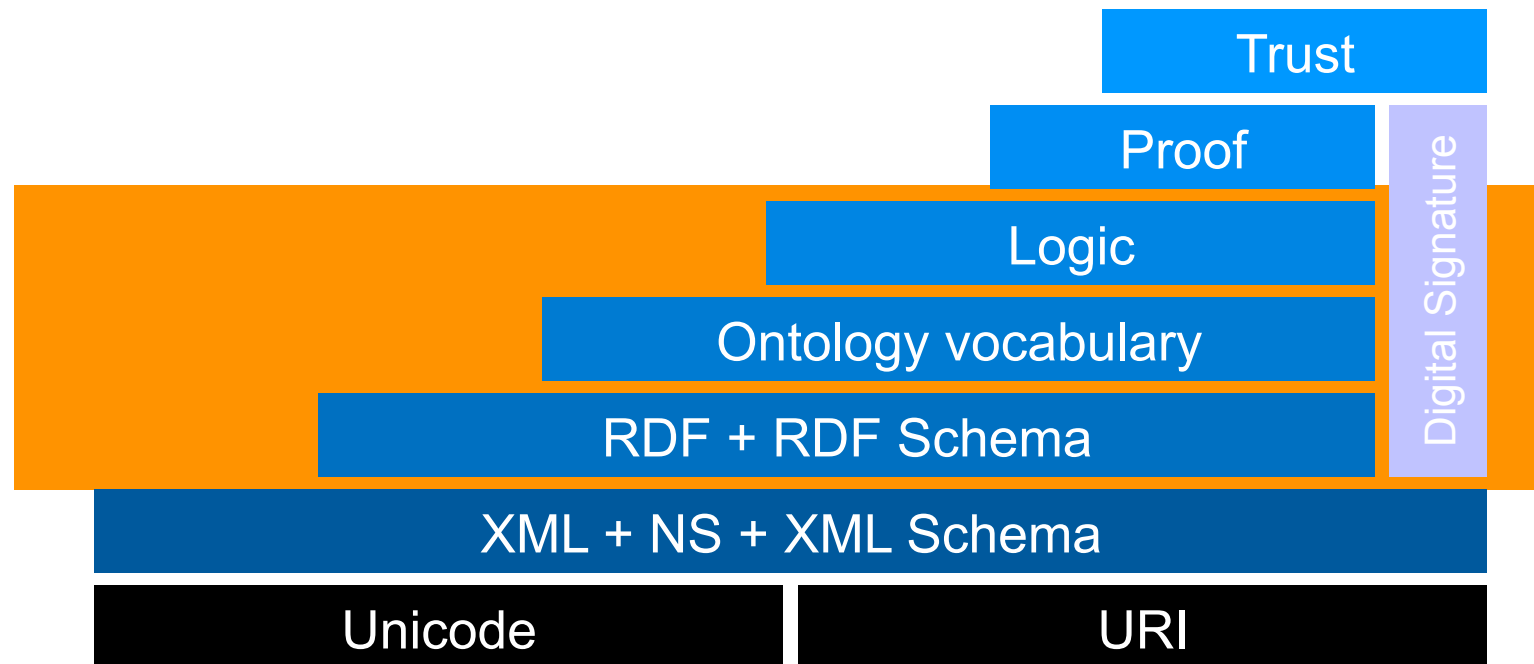 Trust
Proof
Digital Signature
Logic
Ontology vocabulary
RDF + RDF Schema
XML + NS + XML Schema
Unicode
URI